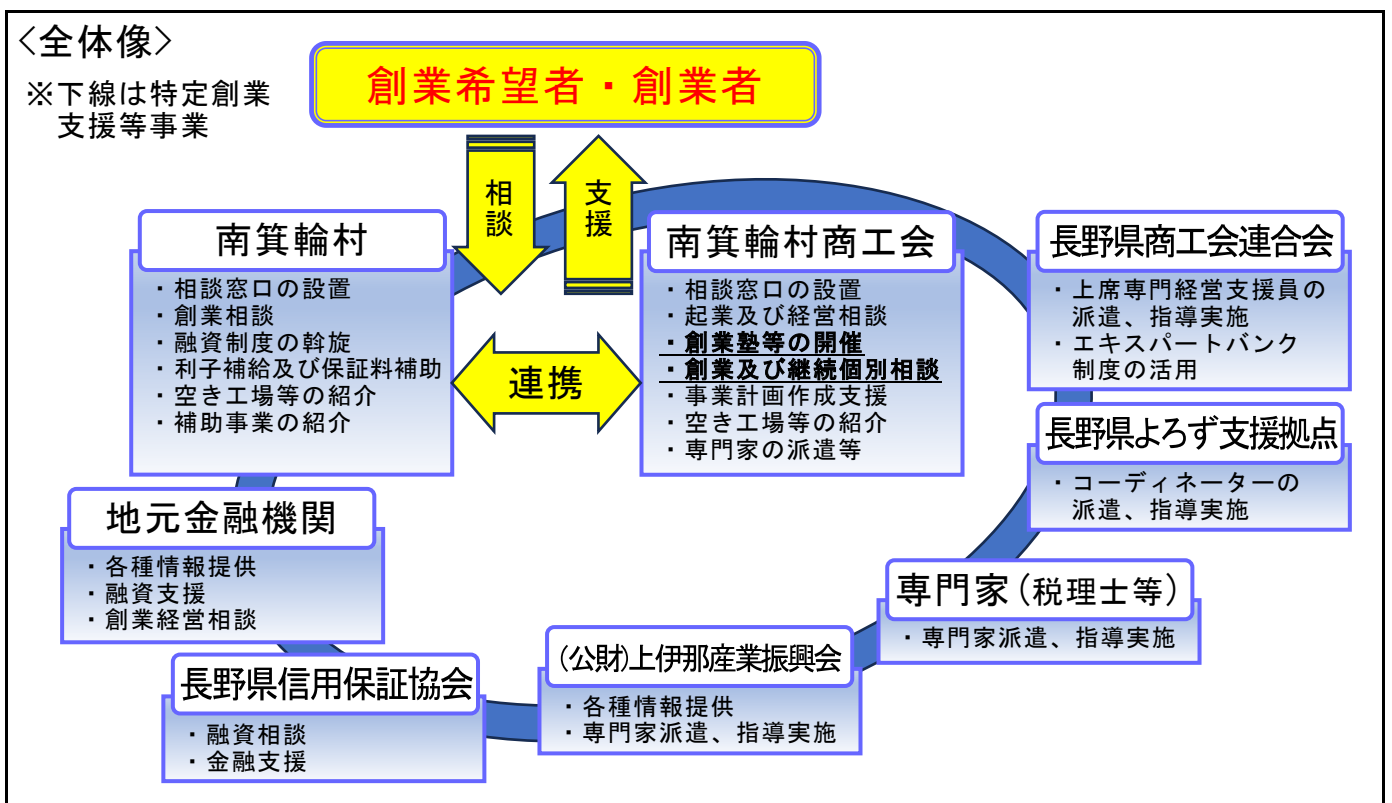 <全体像>
※下線は特定創業
支援等事業
創業希望者・創業者
相談
支援
南箕輪村
・相談窓口の設置
・創業相談
・融資制度の斡旋
・利子補給及び保証料補助
・空き工場等の紹介
・補助事業の紹介
連携
南箕輪村商工会
・相談窓口の設置
・起業及び経営相談
・創業塾等の開催
・創業及び継続個別相談
・事業計画作成支援
・空き工場等の紹介
・専門家の派遣等
長野県商工会連合会
・上席専門経営支援員の
派遣、指導実施
・エキスパートバンク
制度の活用
長野県よろず支援拠点
・コーディネーターの
派遣、指導実施
専門家(税理士等)
・専門家派遣、指導実施
(公財)上伊那産業振興会
・各種情報提供
・専門家派遣、指導実施
長野県信用保証協会
・融資相談
・金融支援
地元金融機関
・各種情報提供
・融資支援
・創業経営相談